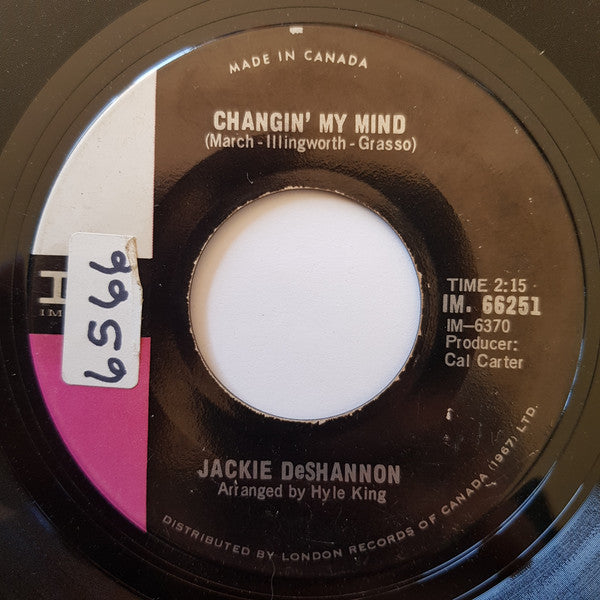 MADE IN CANADA
CHANGIN' MY MIND
(March - Illingworth - Grasso)
TIME 2:15
IM. 66251
IM—6370
Producer:
Cal Carter
6566
JACKIE DeSHANNON
Arranged by Hyle King
DISTRIBUTED BY LONDON RECORDS OF CANADA (1967) LTD.